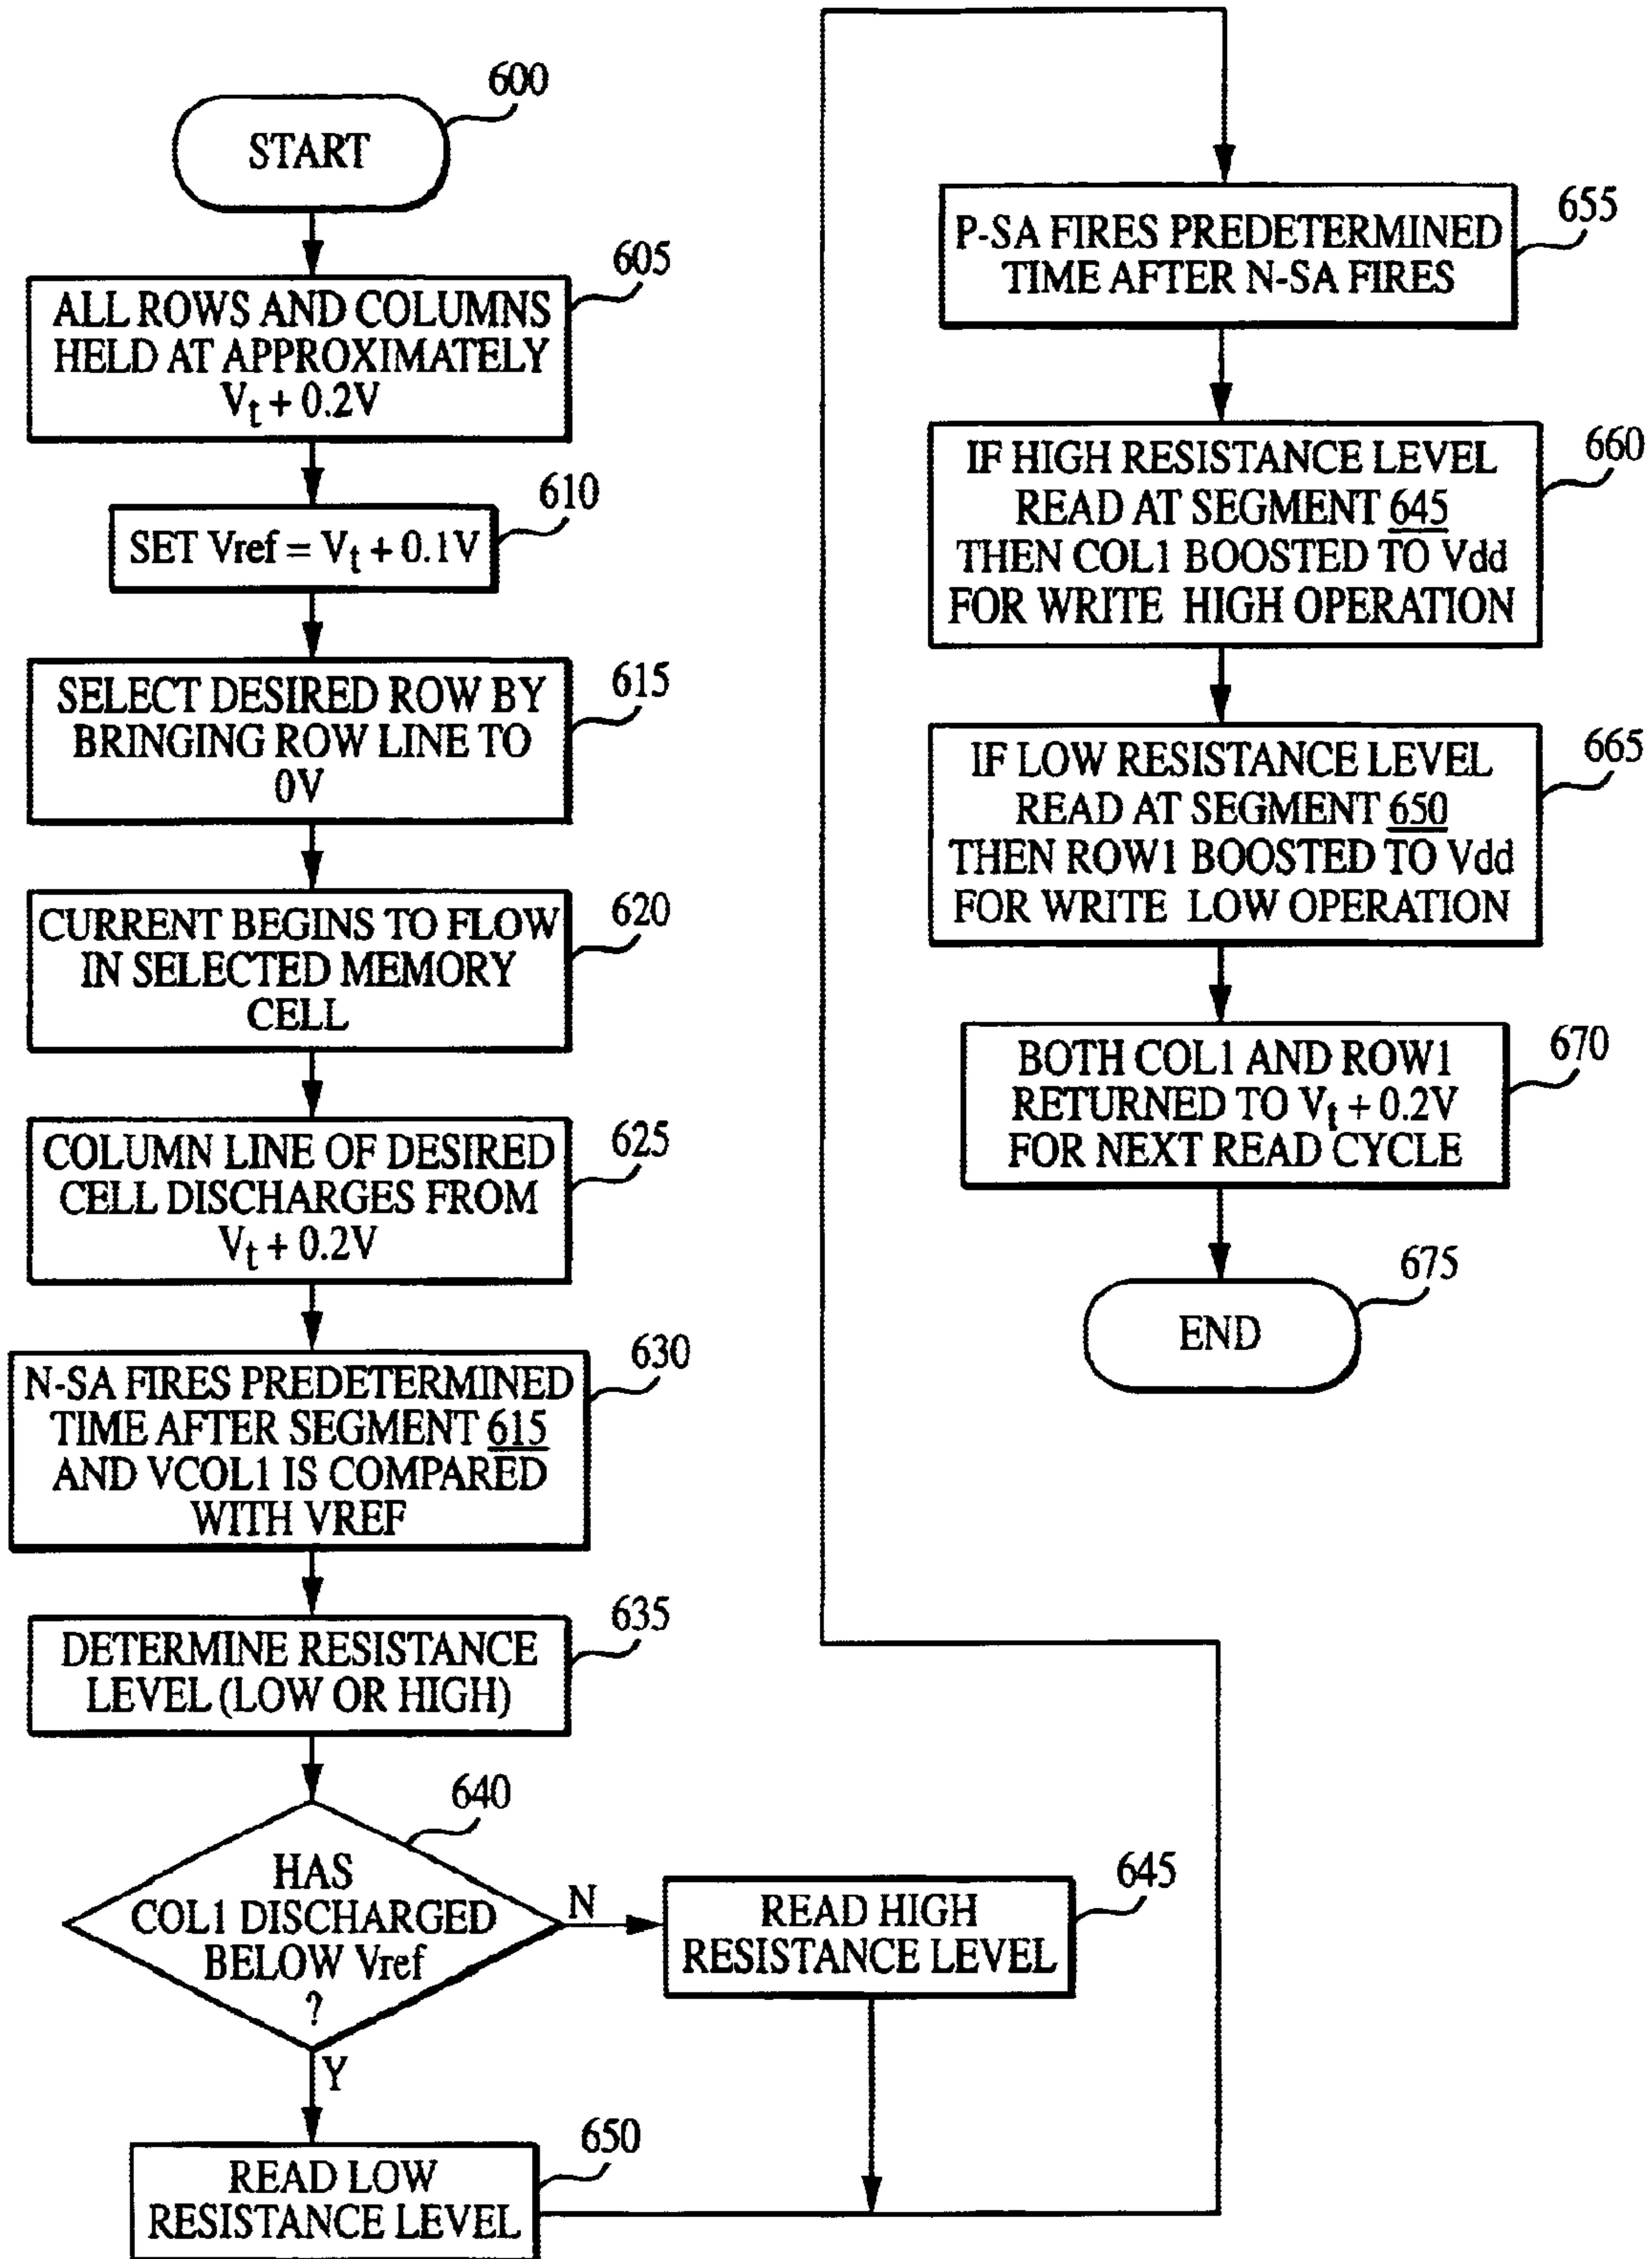 600
START
605
ALL ROWS AND COLUMNS
HELD AT APPROXIMATELY
Vt + 0.2V
610
SET Vref = Vt + 0.1V
615
SELECT DESIRED ROW BY
BRINGING ROW LINE TO
0V
620
CURRENT BEGINS TO FLOW
IN SELECTED MEMORY
CELL
625
COLUMN LINE OF DESIRED
CELL DISCHARGES FROM
Vt + 0.2V
630
N-SA FIRES PREDETERMINED
TIME AFTER SEGMENT 615
AND VCOL1 IS COMPARED
WITH VREF
635
DETERMINE RESISTANCE
LEVEL (LOW OR HIGH)
640
HAS
COL1 DISCHARGED
BELOW Vref
?
N
Y
645
READ HIGH
RESISTANCE LEVEL
650
READ LOW
RESISTANCE LEVEL
655
P-SA FIRES PREDETERMINED
TIME AFTER N-SA FIRES
660
IF HIGH RESISTANCE LEVEL
READ AT SEGMENT 645
THEN COL1 BOOSTED TO Vdd
FOR WRITE HIGH OPERATION
665
IF LOW RESISTANCE LEVEL
READ AT SEGMENT 650
THEN ROW1 BOOSTED TO Vdd
FOR WRITE LOW OPERATION
670
BOTH COL1 AND ROW1
RETURNED TO Vt + 0.2V
FOR NEXT READ CYCLE
675
END